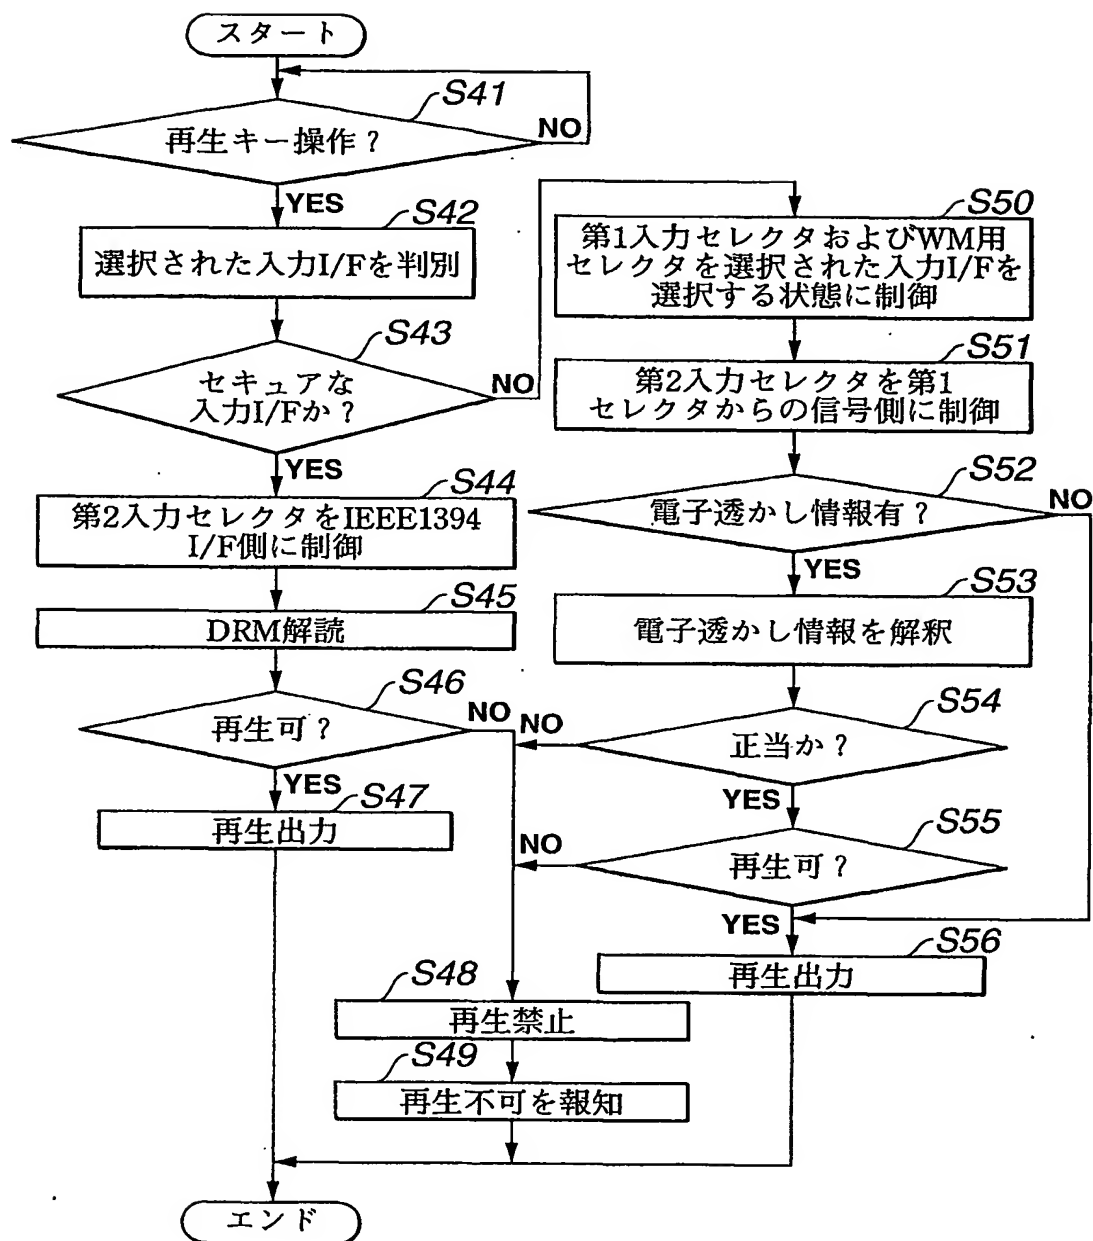 スタート
S41
再生キー操作?
NO
YES
S42
選択された入力I/Fを判別
S43
セキュアな
入力I/Fか?
NO
YES
S44
第2入力セレクタをIEEE1394
I/F側に制御
S45
DRM解読
S46
再生可?
NO
YES
S47
再生出力
S50
第1入力セレクタおよびWM用
セレクタを選択された入力I/Fを
選択する状態に制御
S51
第2入力セレクタを第1
セレクタからの信号側に制御
S52
電子透かし情報有?
NO
YES
S53
電子透かし情報を解釈
S54
正当か?
NO
YES
S55
再生可?
NO
YES
S56
再生出力
S48
再生禁止
S49
再生不可を報知
エンド